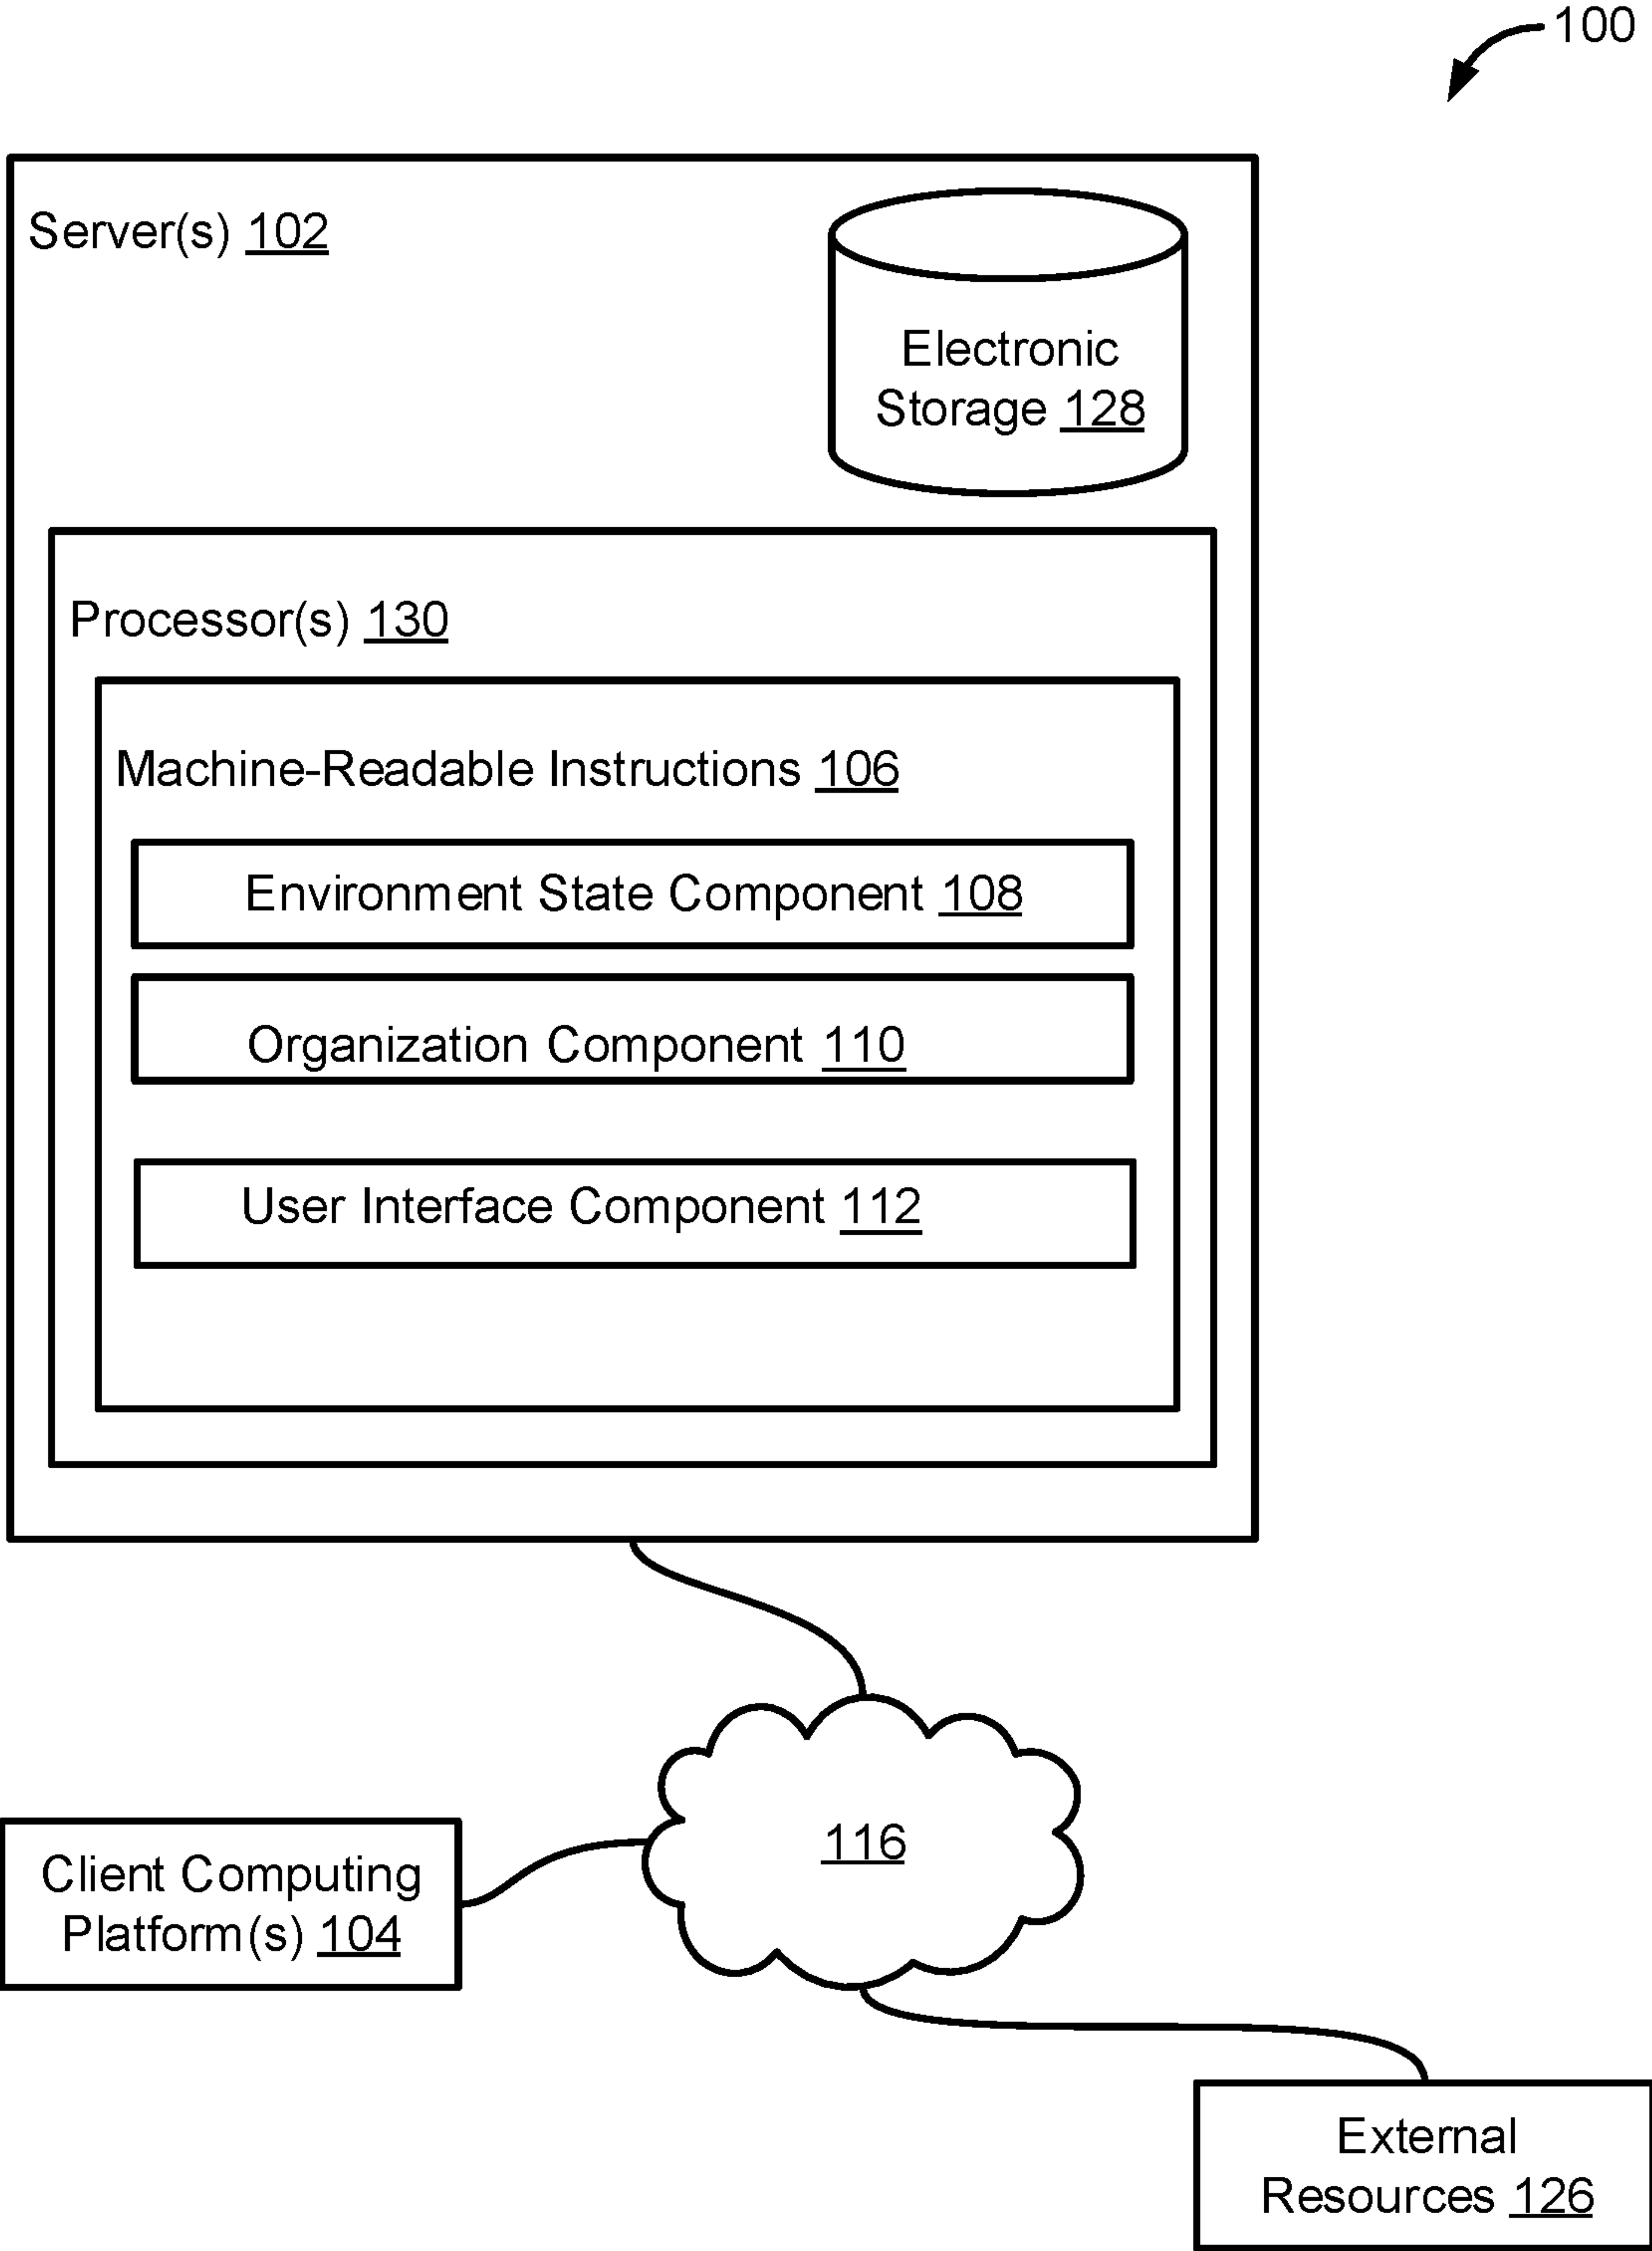 100
Server(s) 102
Electronic
Storage 128
Processor(s) 130
Machine-Readable Instructions 106
Environment State Component 108
Organization Component 110
User Interface Component 112
116
Client Computing
Platform(s) 104
External
Resources 126